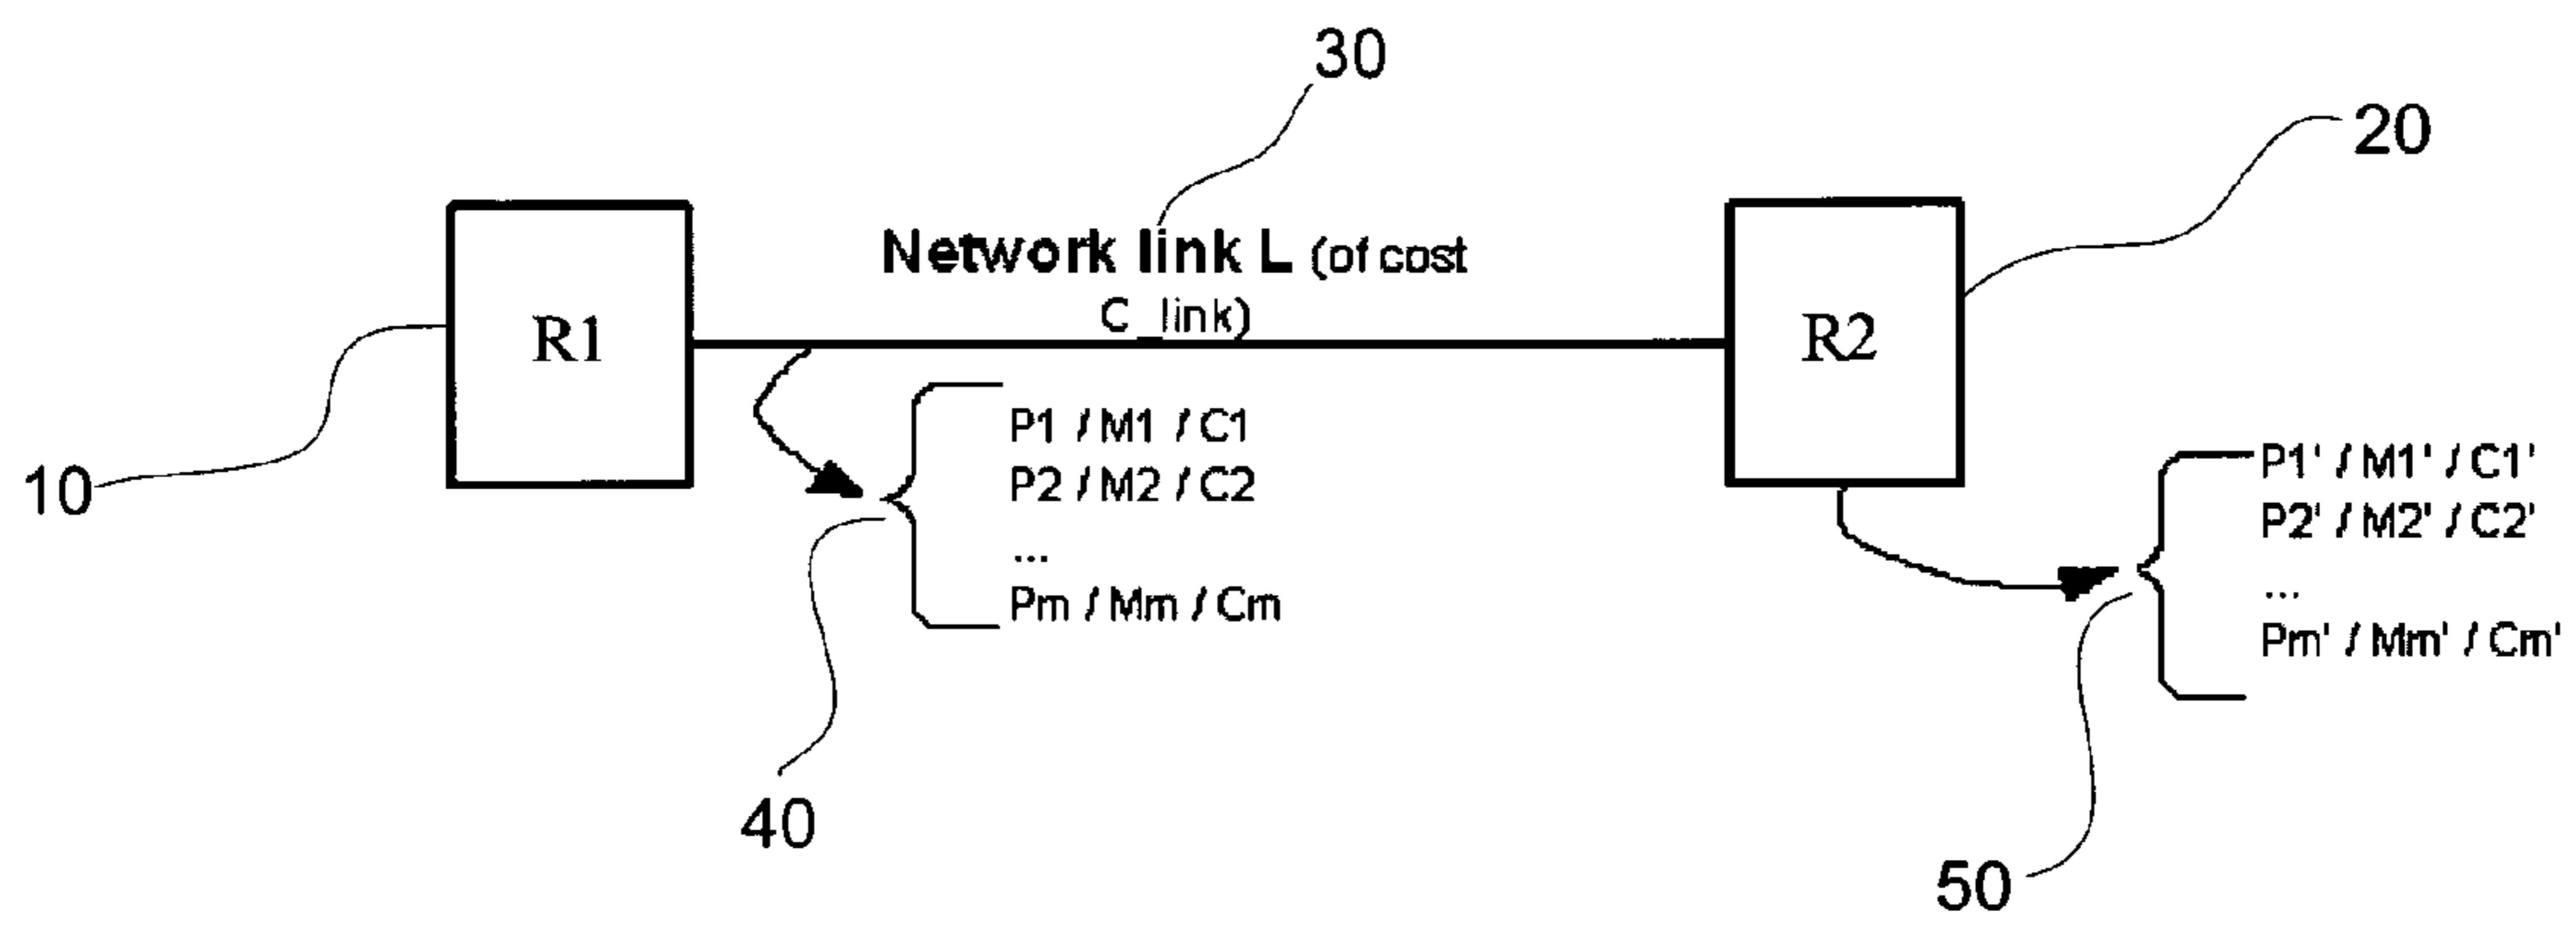 30
20
Network link L (of cost
C_link)
R1
R2
10
P1 / M1 / C1
P2 / M2 / C2
...
Pm / Mm / Cm
P1' / M1' / C1'
P2' / M2' / C2'
...
Pm' / Mm' / Cm'
40
50